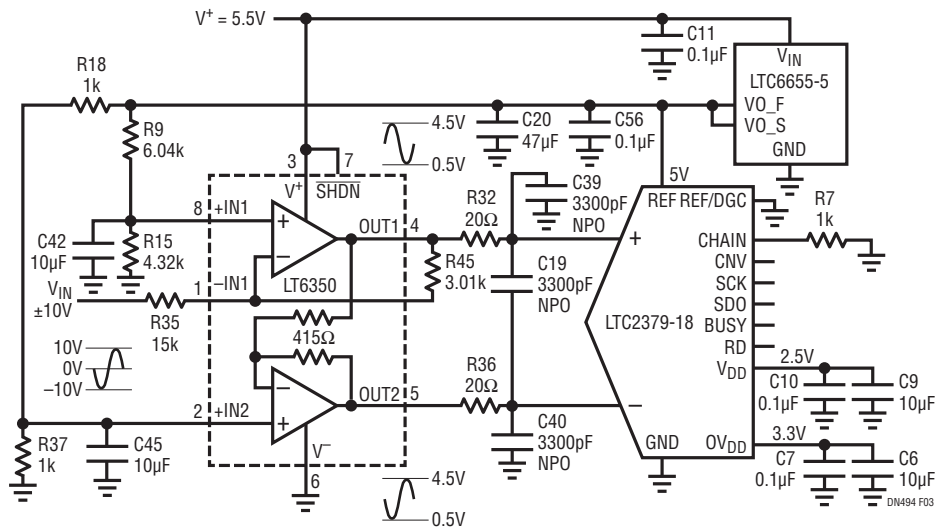 V+ = 5.5V
C11
0.1µF
VIN
LTC6655-5
VO_F
VO_S
GND
R18
1k
R9
6.04k
4.5V
0.5V
C20
47µF
C56
0.1µF
3
7
V+
SHDN
5V
8
+IN1
OUT1
4
R32
20Ω
C39
3300pF
NPO
REF
REF/DGC
R7
1k
C42
10µF
R15
4.32k
LT6350
R45
3.01k
C19
3300pF
NPO
+
CHAIN
CNV
SCK
SDO
BUSY
RD
LTC2379-18
VIN
±10V
1
–IN1
R35
15k
415Ω
10V
0V
–10V
+
–
–
+
VDD
2.5V
C10
0.1µF
C9
10µF
2
+IN2
OUT2
5
R36
20Ω
–
C40
3300pF
NPO
GND
OVDD
3.3V
C7
0.1µF
C6
10µF
R37
1k
C45
10µF
V–
6
4.5V
0.5V
DN494 F03